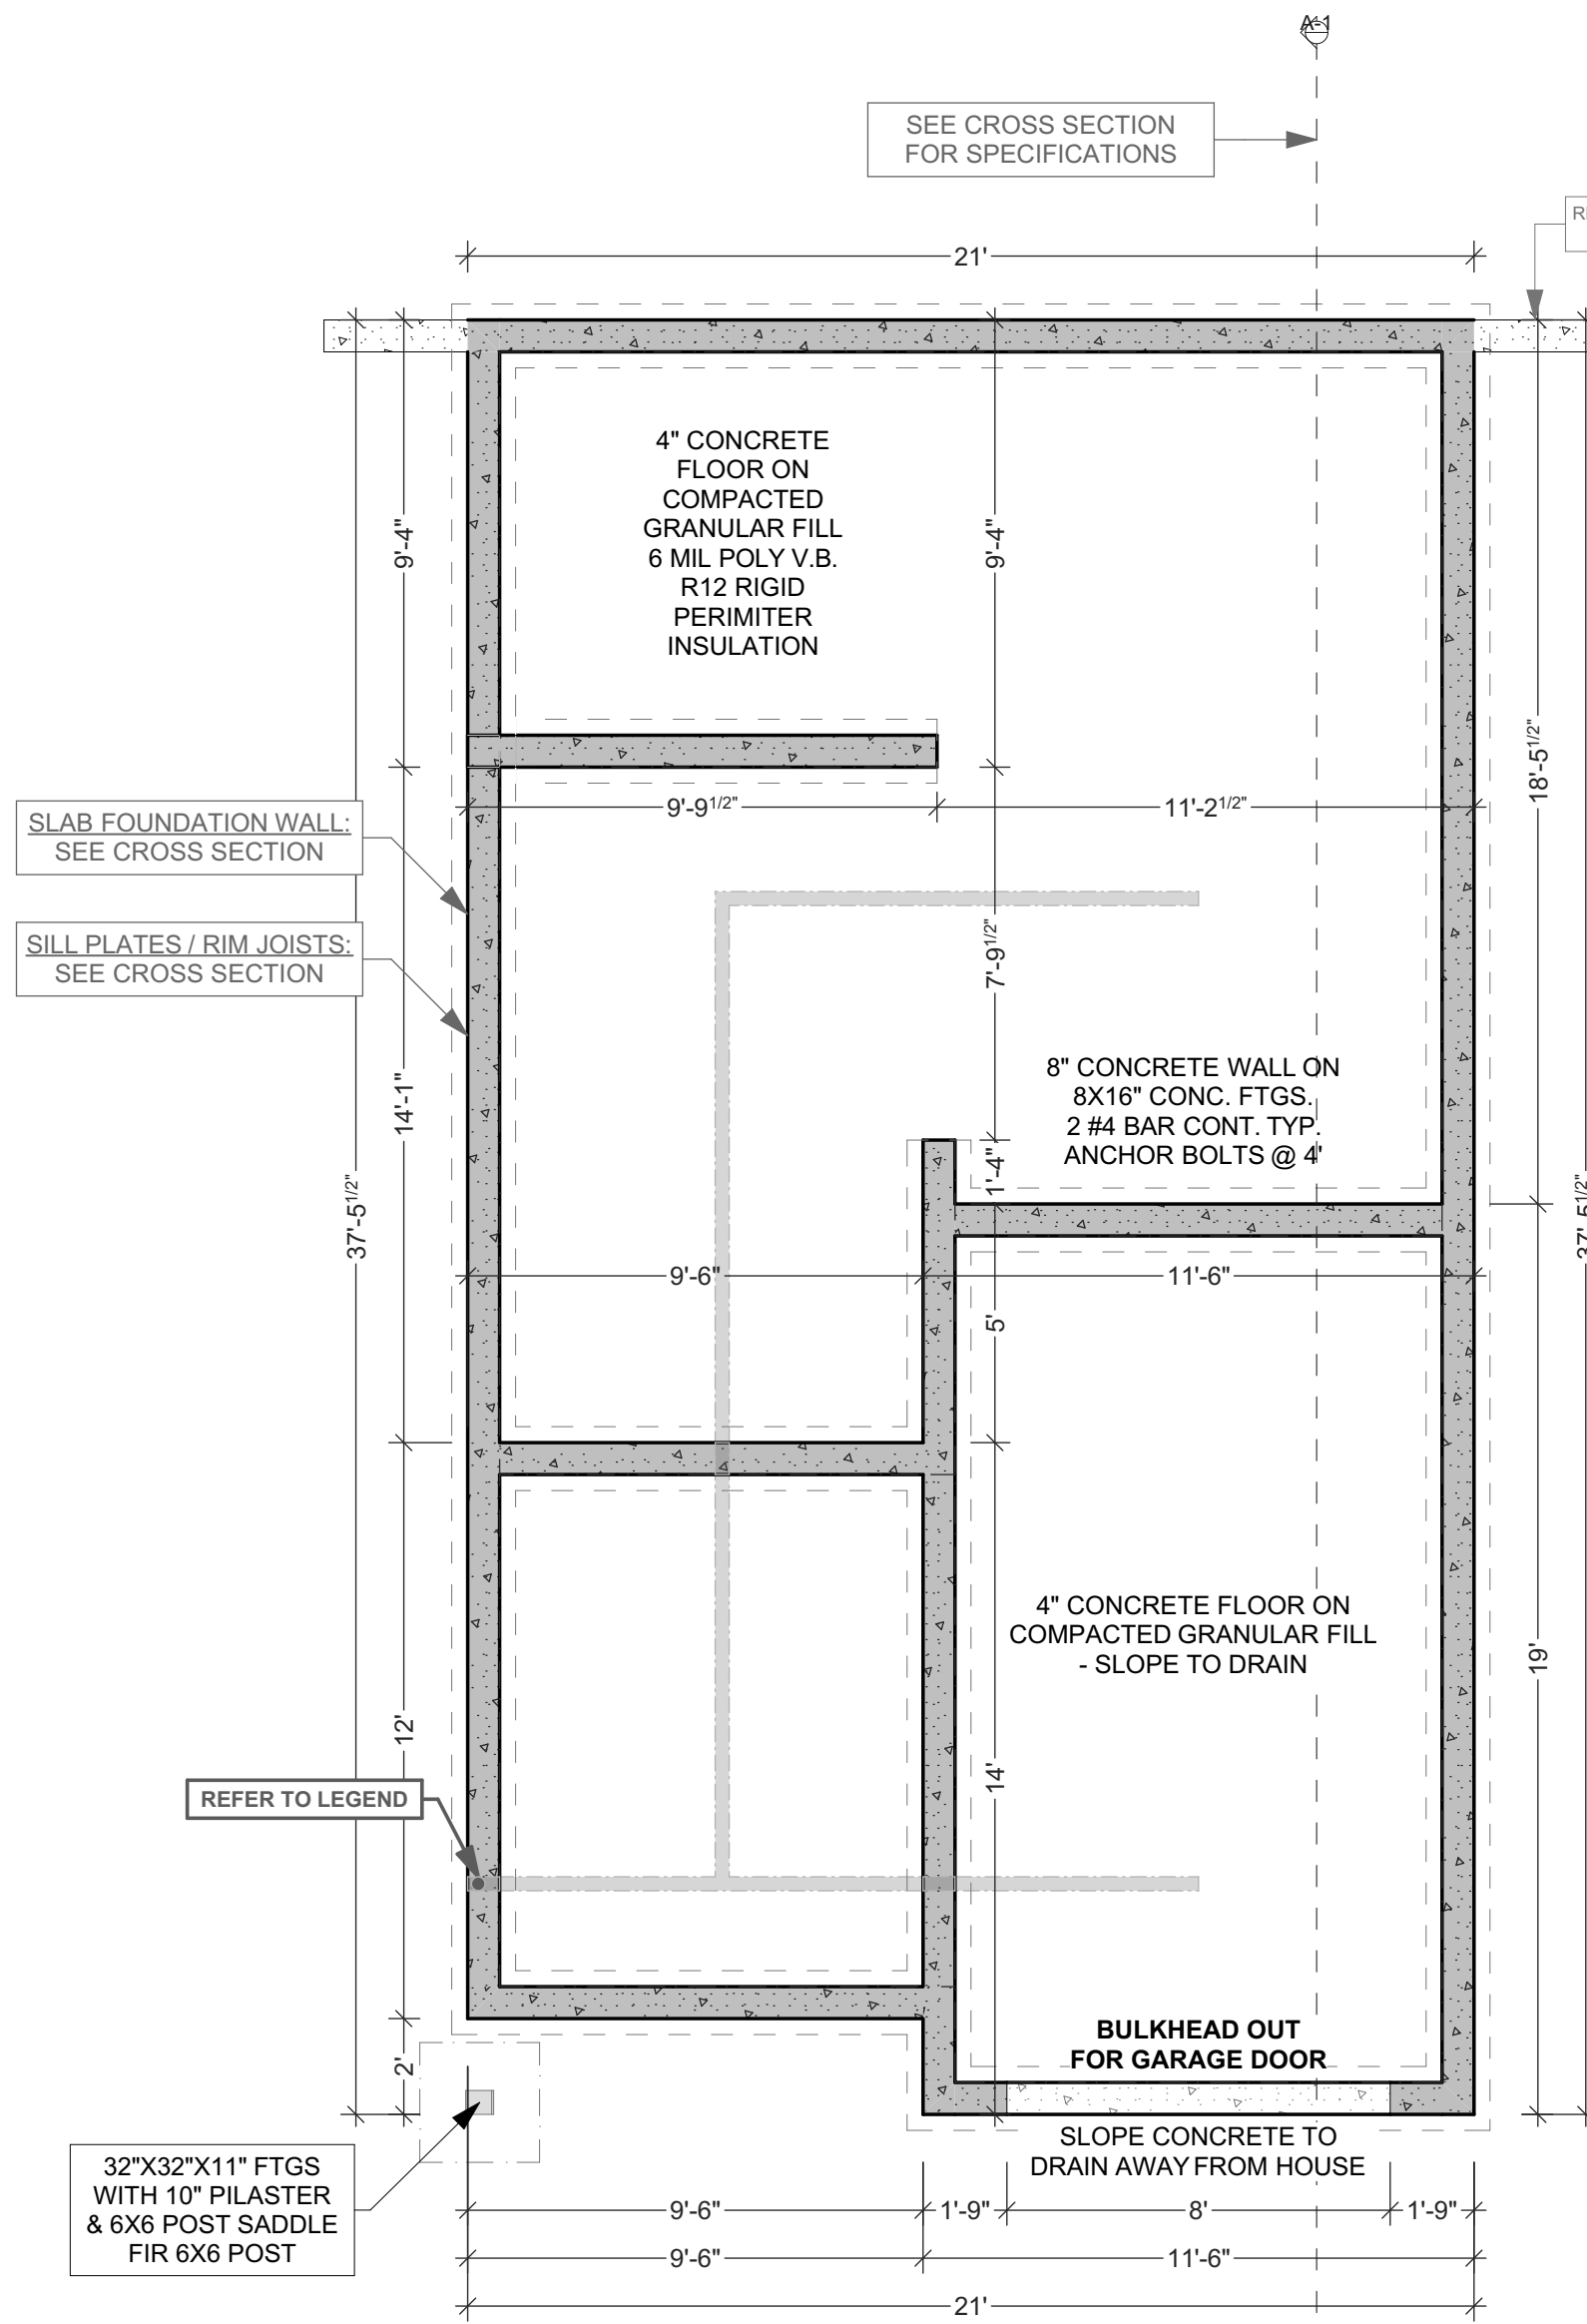 A-1
SEE CROSS SECTION
FOR SPECIFICATIONS
21'
4" CONCRETE
FLOOR ON
COMPACTED
GRANULAR FILL
6 MIL POLY V.B.
R12 RIGID
PERIMITER
INSULATION
9'-4"
9'-4"
18'-5 1/2"
9'-9 1/2"
11'-2 1/2"
SLAB FOUNDATION WALL:
SEE CROSS SECTION
SILL PLATES / RIM JOISTS:
SEE CROSS SECTION
7'-9 1/2"
14'-1"
8" CONCRETE WALL ON
8X16" CONC. FTGS.
2 #4 BAR CONT. TYP.
ANCHOR BOLTS @ 4'
1'-4"
37'-5 1/2"
37'-5 1/2"
9'-6"
11'-6"
5'
4" CONCRETE FLOOR ON
COMPACTED GRANULAR FILL
- SLOPE TO DRAIN
19'
12'
14'
REFER TO LEGEND
BULKHEAD OUT
FOR GARAGE DOOR
2'
SLOPE CONCRETE TO
DRAIN AWAY FROM HOUSE
32"X32"X11" FTGS
WITH 10" PILASTER
& 6X6 POST SADDLE
FIR 6X6 POST
9'-6"
1'-9"
8'
1'-9"
9'-6"
11'-6"
21'